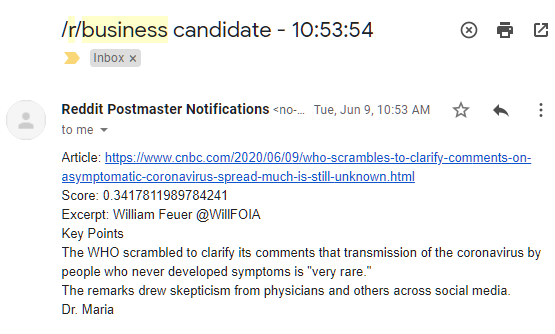 /r/business candidate - 10:53:54
Inbox ×
Reddit Postmaster Notifications <no-... Tue, Jun 9, 10:53 AM
to me
Article: https://www.cnbc.com/2020/06/09/who-scrambles-to-clarify-comments-on-
asymptomatic-coronavirus-spread-much-is-still-unknown.html
Score: 0.3417811989784241
Excerpt: William Feuer @WillFOIA
Key Points
The WHO scrambled to clarify its comments that transmission of the coronavirus by
people who never developed symptoms is "very rare."
The remarks drew skepticism from physicians and others across social media.
Dr. Maria